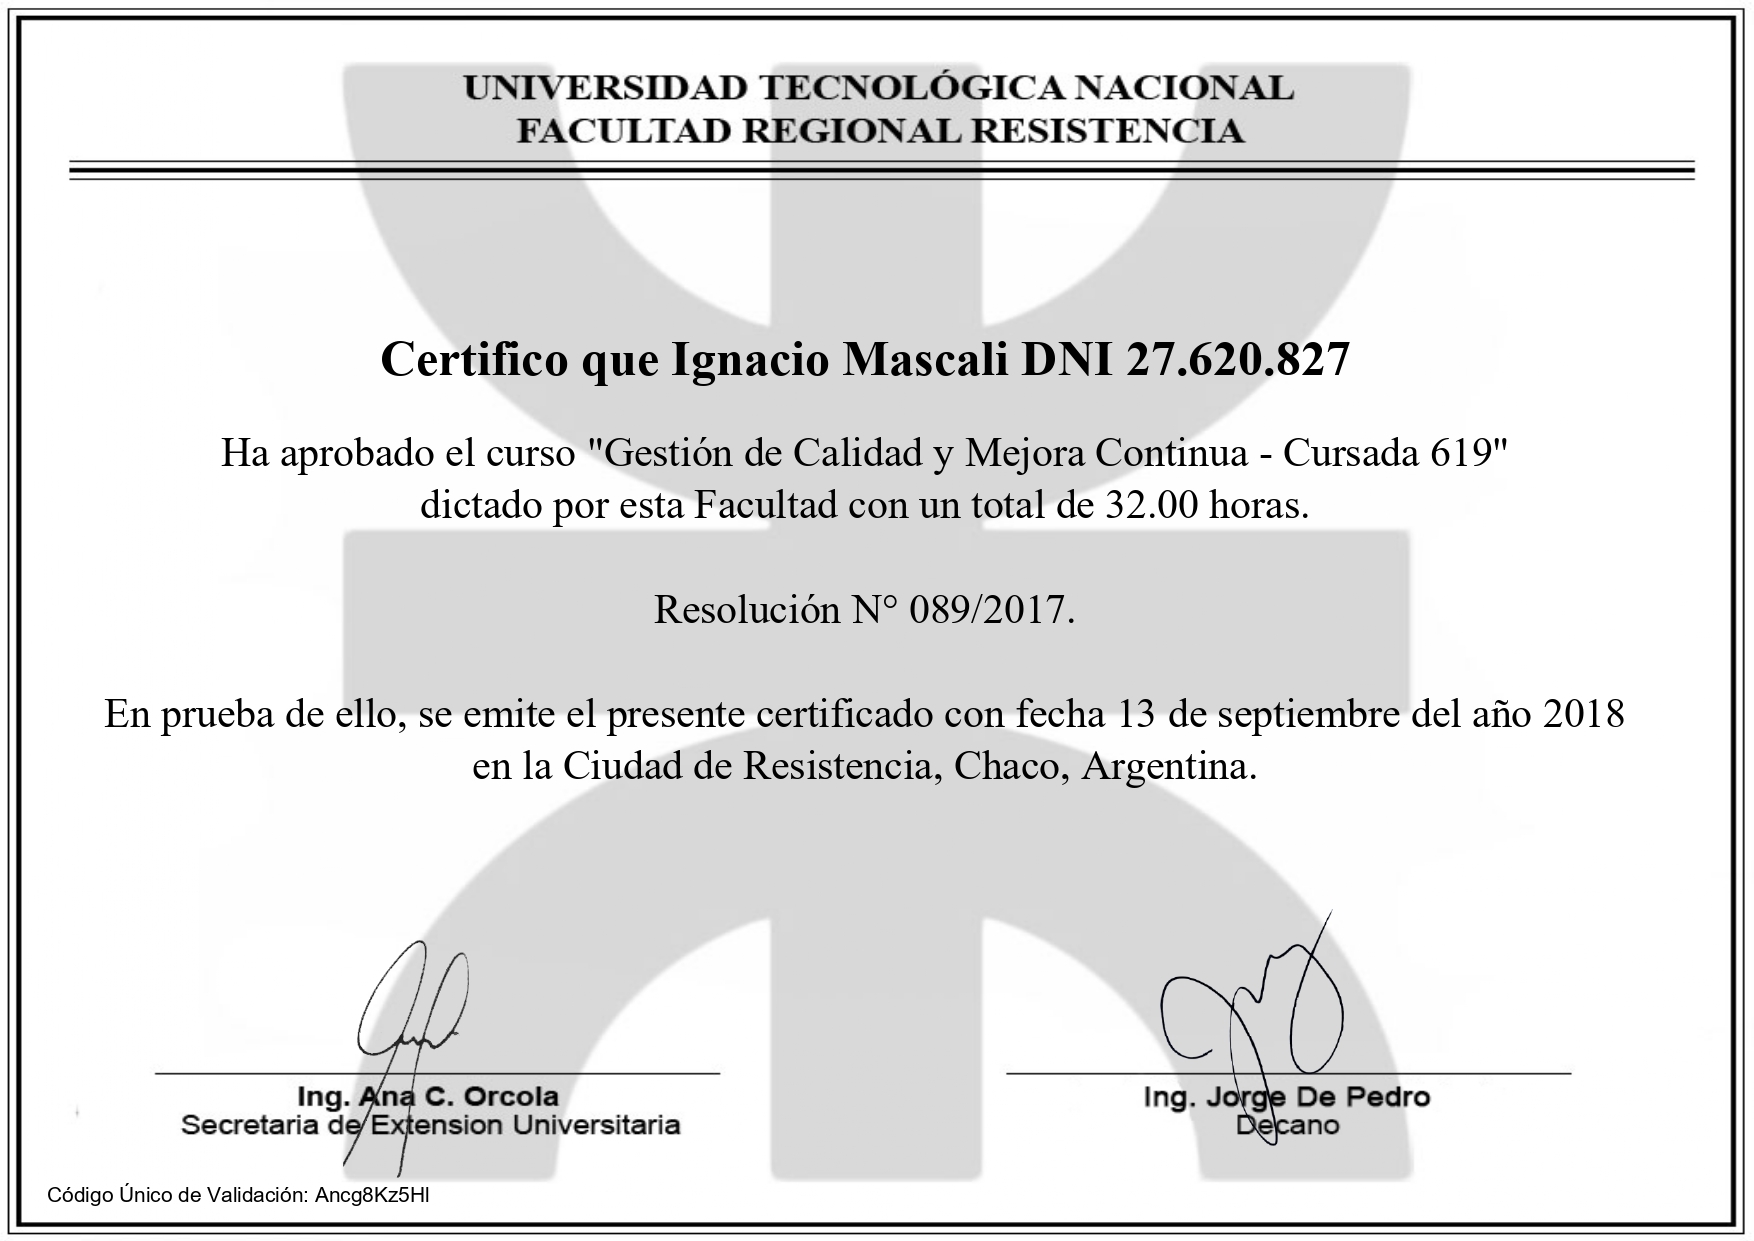 UNIVERSIDAD TECNOLÓGICA NACIONAL
FACULTAD REGIONAL RESISTENCIA
Certifico que Ignacio Mascali DNI 27.620.827
Ha aprobado el curso "Gestión de Calidad y Mejora Continua - Cursada 619"
dictado por esta Facultad con un total de 32.00 horas.
Resolución N° 089/2017.
En prueba de ello, se emite el presente certificado con fecha 13 de septiembre del año 2018
en la Ciudad de Resistencia, Chaco, Argentina.
Ing. Ana C. Orcola
Secretaria de Extension Universitaria
Ing. Jorge De Pedro
Decano
Código Único de Validación: Ancg8Kz5Hl